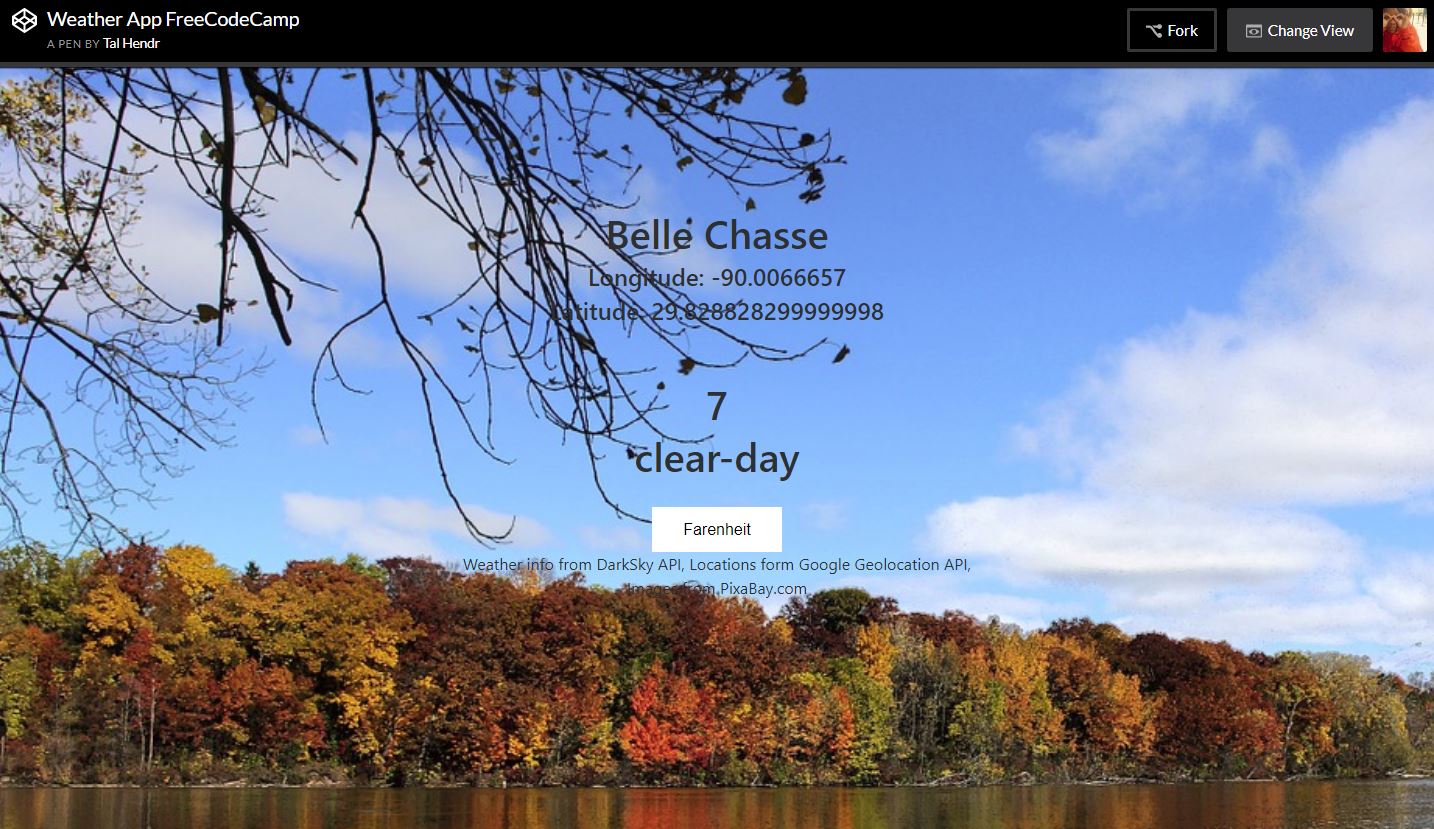 Weather App FreeCodeCamp
A PEN BY Tal Hendr
Fork
Change View
Belle Chasse
Longitude: -90.0066657
Latitude: 29.828828299999998
7
clear-day
Farenheit
Weather info from DarkSky API, Locations form Google Geolocation API,
Images from PixaBay.com